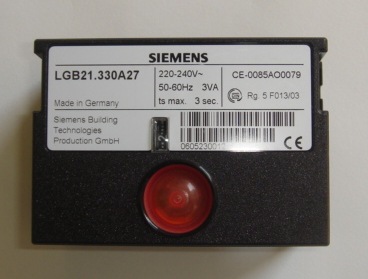 SIEMENS
LGB21.330A27
220-240V~
CE-0085AO0079
50-60Hz 3VA
Rg. 5 F013/03
Made in Germany
ts max. 3 sec.
Siemens Building
Technologies
Production GmbH
CE